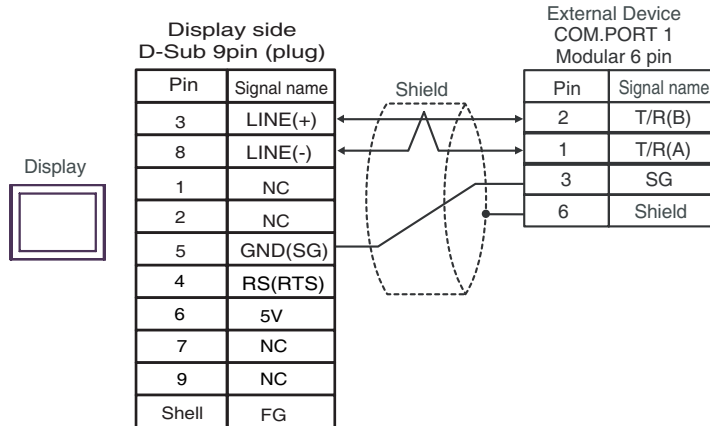 Display side
D-Sub 9pin (plug)
Pin Signal name
3 LINE(+)
8 LINE(-)
1 NC
2 NC
5 GND(SG)
4 RS(RTS)
6 5V
7 NC
9 NC
Shell FG
Display
Shield
External Device
COM.PORT 1
Modular 6 pin
Pin Signal name
2 T/R(B)
1 T/R(A)
3 SG
6 Shield